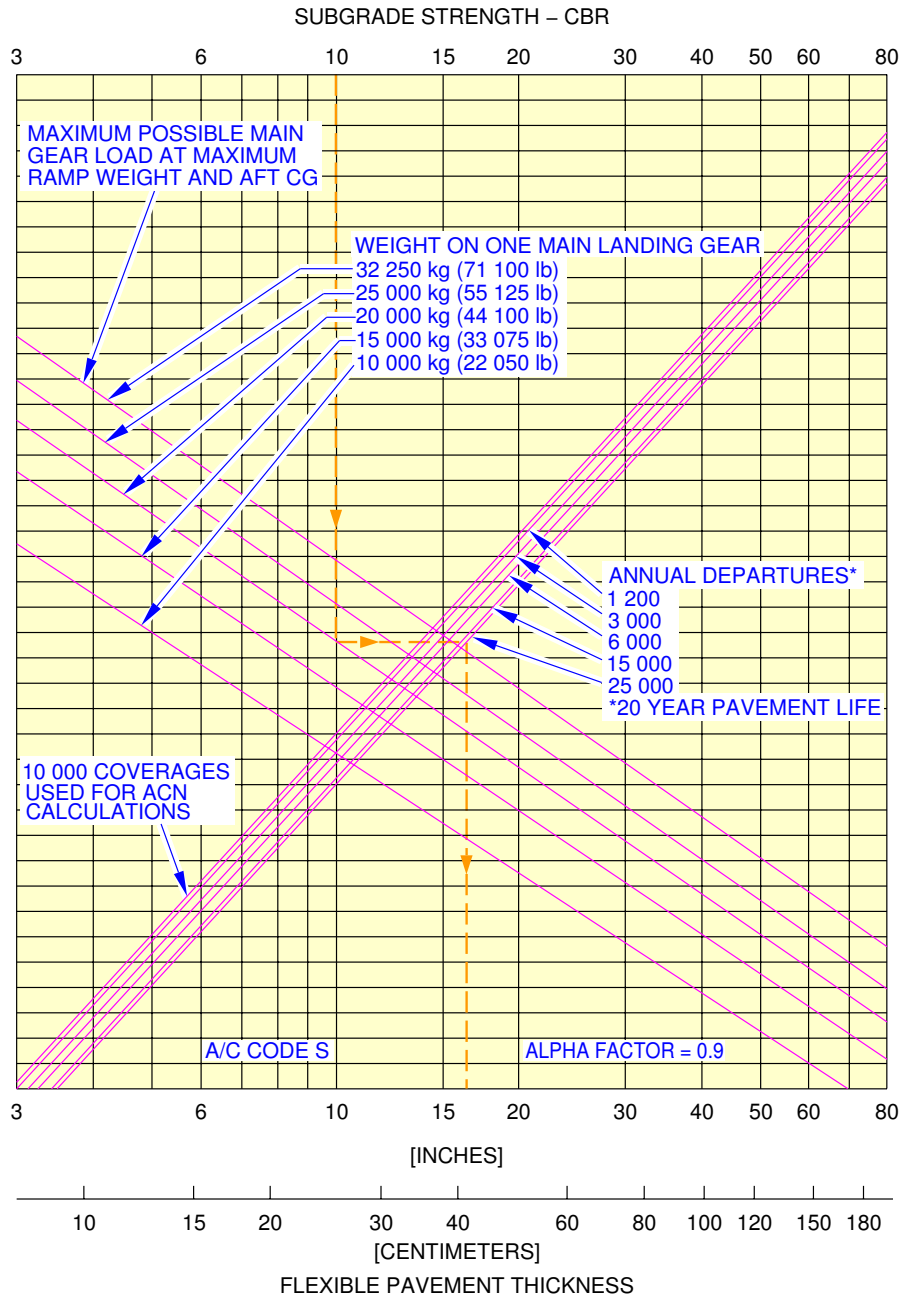 SUBGRADE STRENGTH – CBR
3 6 10 15 20 30 40 50 60 80
MAXIMUM POSSIBLE MAIN
GEAR LOAD AT MAXIMUM
RAMP WEIGHT AND AFT CG
WEIGHT ON ONE MAIN LANDING GEAR
32 250 kg (71 100 lb)
25 000 kg (55 125 lb)
20 000 kg (44 100 lb)
15 000 kg (33 075 lb)
10 000 kg (22 050 lb)
ANNUAL DEPARTURES*
1 200
3 000
6 000
15 000
25 000
*20 YEAR PAVEMENT LIFE
10 000 COVERAGES
USED FOR ACN
CALCULATIONS
A/C CODE S
ALPHA FACTOR = 0.9
3 6 10 15 20 30 40 50 60 80
[INCHES]
10 15 20 30 40 60 80 100 120 150 180
[CENTIMETERS]
FLEXIBLE PAVEMENT THICKNESS